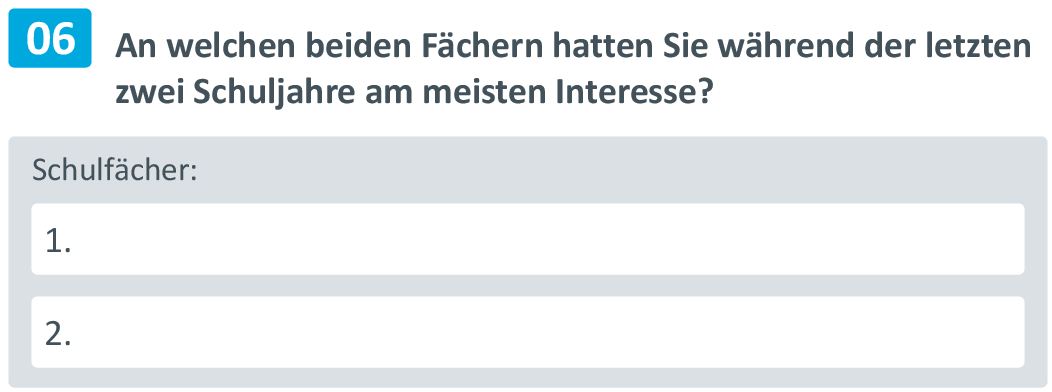 06
An welchen beiden Fächern hatten Sie während der letzten
zwei Schuljahre am meisten Interesse?
Schulfächer:
1.
2.